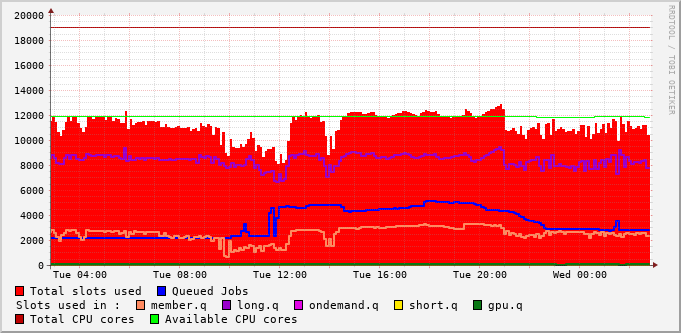 20000
18000
16000
14000
12000
10000
8000
6000
4000
2000
0
Tue 04:00 Tue 08:00 Tue 12:00 Tue 16:00 Tue 20:00 Wed 00:00
Total slots used Queued Jobs
Slots used in : member.q long.q ondemand.q short.q gpu.q
Total CPU cores Available CPU cores
RRDTOOL / TOBI OETIKER